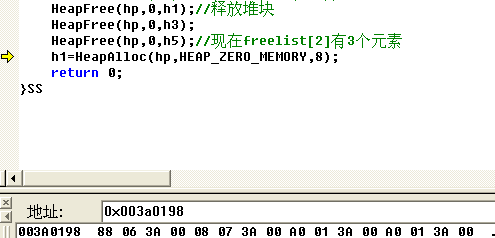 HeapFree(hp,0,h1);//释放堆块
HeapFree(hp,0,h3);
HeapFree(hp,0,h5);//现在freelist[2]有3个元素
h1=HeapAlloc(hp,HEAP_ZERO_MEMORY,8);
return 0;
}SS
地址: 0x003a0198
003A0198 88 06 3A 00 08 07 3A 00 A0 01 3A 00 A0 01 3A 00 .